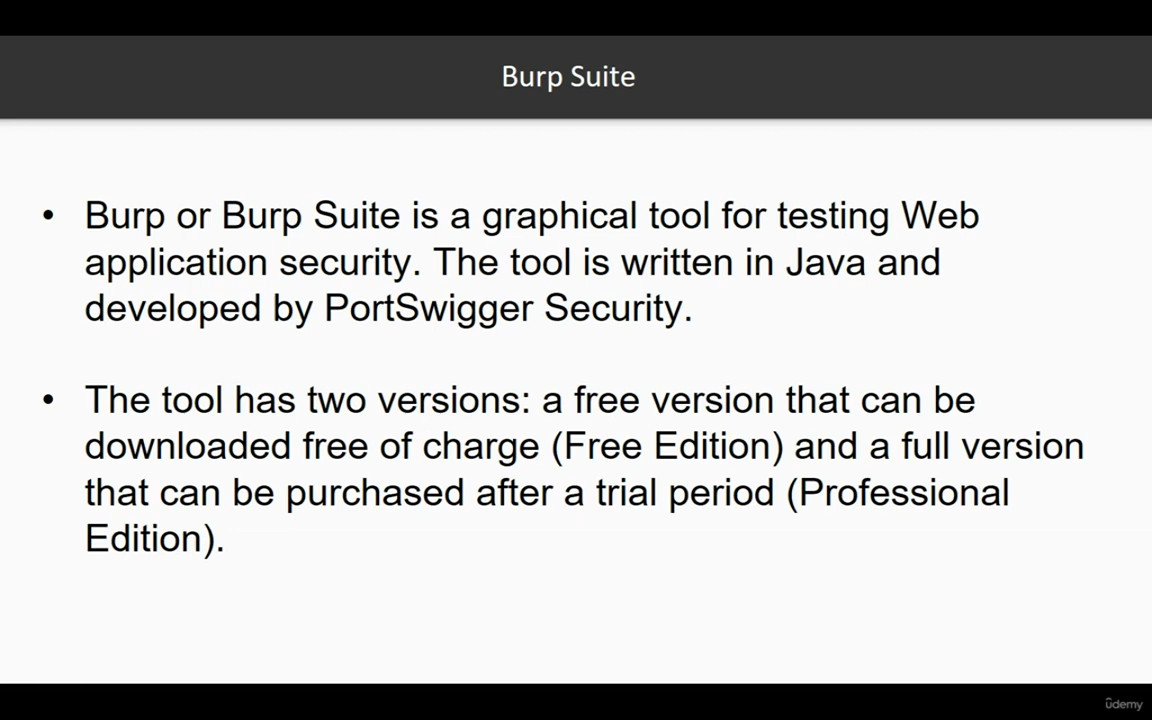 Burp Suite
• Burp or Burp Suite is a graphical tool for testing Web
application security. The tool is written in Java and
developed by PortSwigger Security.
• The tool has two versions: a free version that can be
downloaded free of charge (Free Edition) and a full version
that can be purchased after a trial period (Professional
Edition).
ûdemy